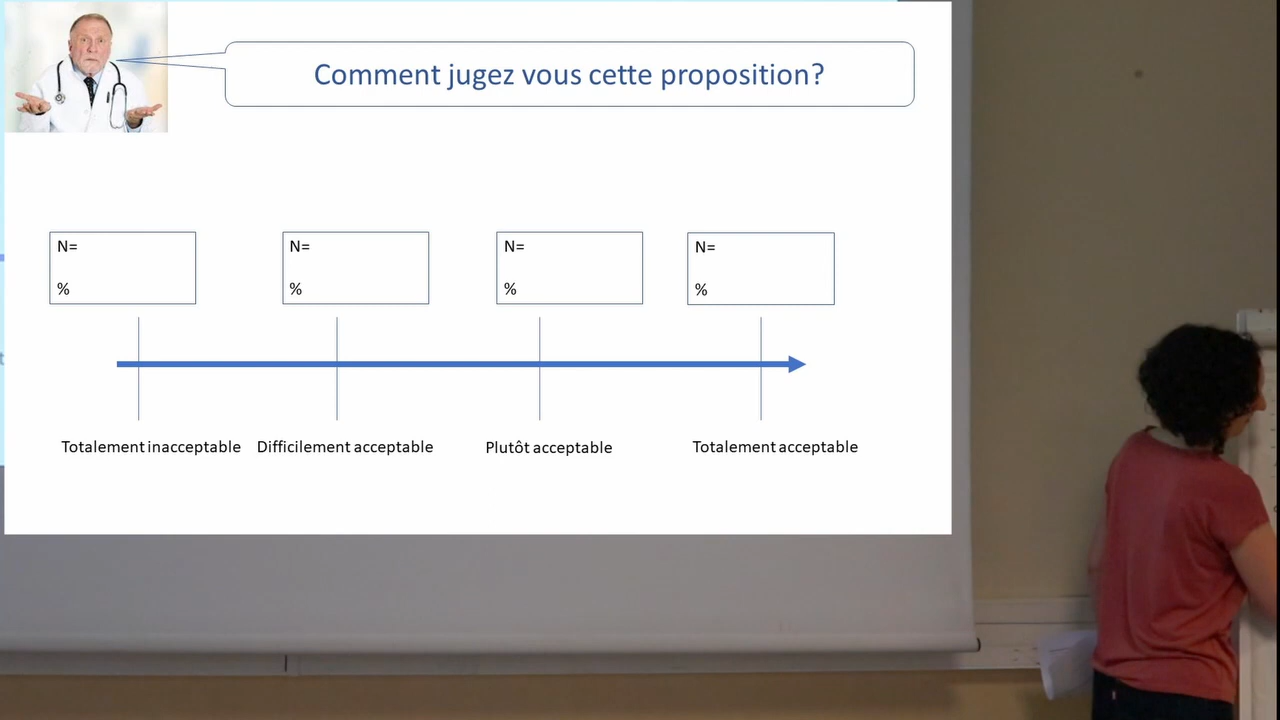 Comment jugez vous cette proposition?
N=
%
N=
%
N=
%
N=
%
Totalement inacceptable
Difficilement acceptable
Plutôt acceptable
Totalement acceptable